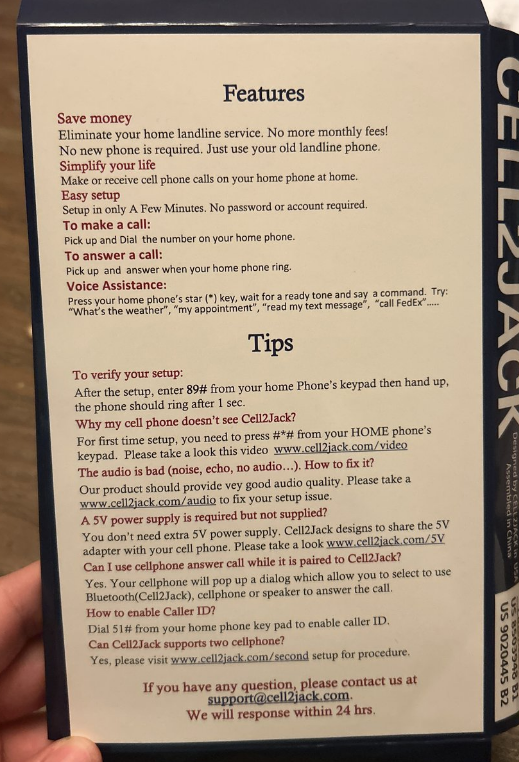 Features
Save money
Eliminate your home landline service. No more monthly fees!
No new phone is required. Just use your old landline phone.
Simplify your life
Make or receive cell phone calls on your home phone at home.
Easy setup
Setup in only A Few Minutes. No password or account required.
To make a call:
Pick up and Dial the number on your home phone.
To answer a call:
Pick up and answer when your home phone ring.
Voice Assistance:
Press your home phone's star (*) key, wait for a ready tone and say a command. Try:
"What's the weather", "my appointment", "read my text message", "call FedEx".....
Tips
To verify your setup:
After the setup, enter 89# from your home Phone's keypad then hand up,
the phone should ring after 1 sec.
Why my cell phone doesn't see Cell2Jack?
For first time setup, you need to press #*# from your HOME phone's
keypad. Please take a look this video www.cell2jack.com/video
The audio is bad (noise, echo, no audio...). How to fix it?
Our product should provide vey good audio quality. Please take a
www.cell2jack.com/audio to fix your setup issue.
A 5V power supply is required but not supplied?
You don't need extra 5V power supply. Cell2Jack designs to share the 5V
adapter with your cell phone. Please take a look www.cell2jack.com/5V
Can I use cellphone answer call while it is paired to Cell2Jack?
Yes. Your cellphone will pop up a dialog which allow you to select to use
Bluetooth(Cell2Jack), cellphone or speaker to answer the call.
How to enable Caller ID?
Dial 51# from your home phone key pad to enable caller ID.
Can Cell2Jack supports two cellphone?
Yes, please visit www.cell2jack.com/second setup for procedure.
If you have any question, please contact us at
support@cell2jack.com.
We will response within 24 hrs.
CELL2JACK
Designed by CELL2JACK in USA
Assembled in China
US 9020445 B2